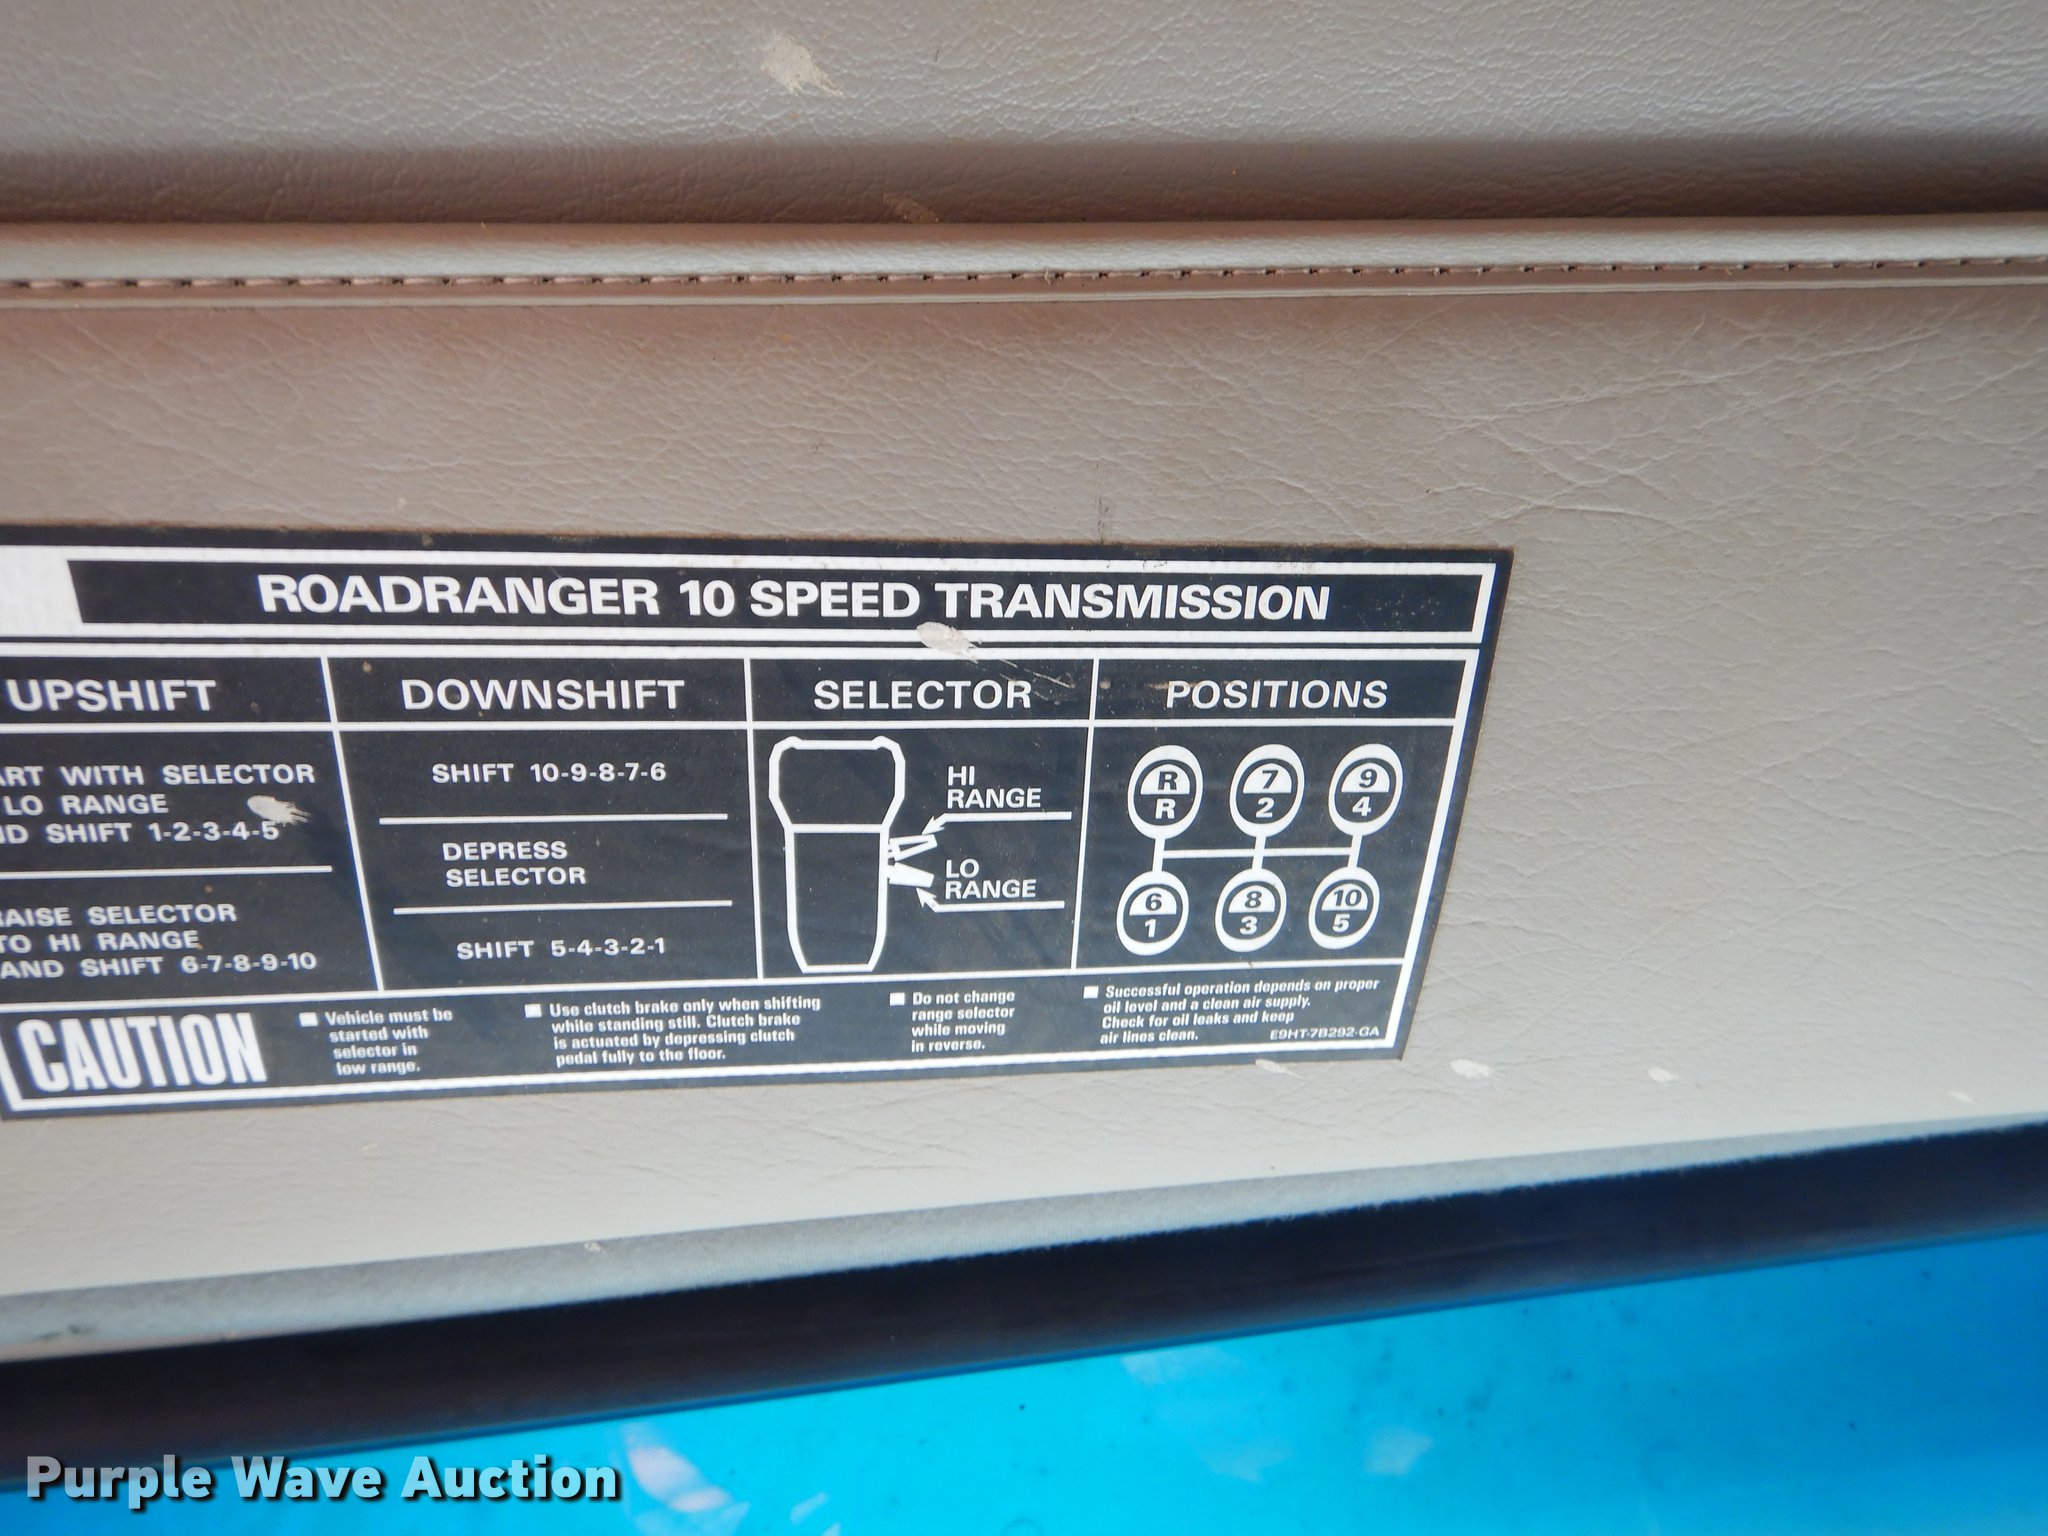 ROADRANGER 10 SPEED TRANSMISSION
UPSHIFT
ART WITH SELECTOR
LO RANGE
ND SHIFT 1-2-3-4-5
RAISE SELECTOR
TO HI RANGE
AND SHIFT 6-7-8-9-10
DOWNSHIFT
SHIFT 10-9-8-7-6
DEPRESS
SELECTOR
SHIFT 5-4-3-2-1
SELECTOR
HI
RANGE
LO
RANGE
POSITIONS
R 7 9
R 2 4
6 8 10
1 3 5
CAUTION
Vehicle must be
started with
selector in
low range.
Use clutch brake only when shifting
while standing still. Clutch brake
is actuated by depressing clutch
pedal fully to the floor.
Do not change
range selector
while moving
in reverse.
Successful operation depends on proper
oil level and a clean air supply.
Check for oil leaks and keep
air lines clean.
E9HT-7B292-GA
Purple Wave Auction